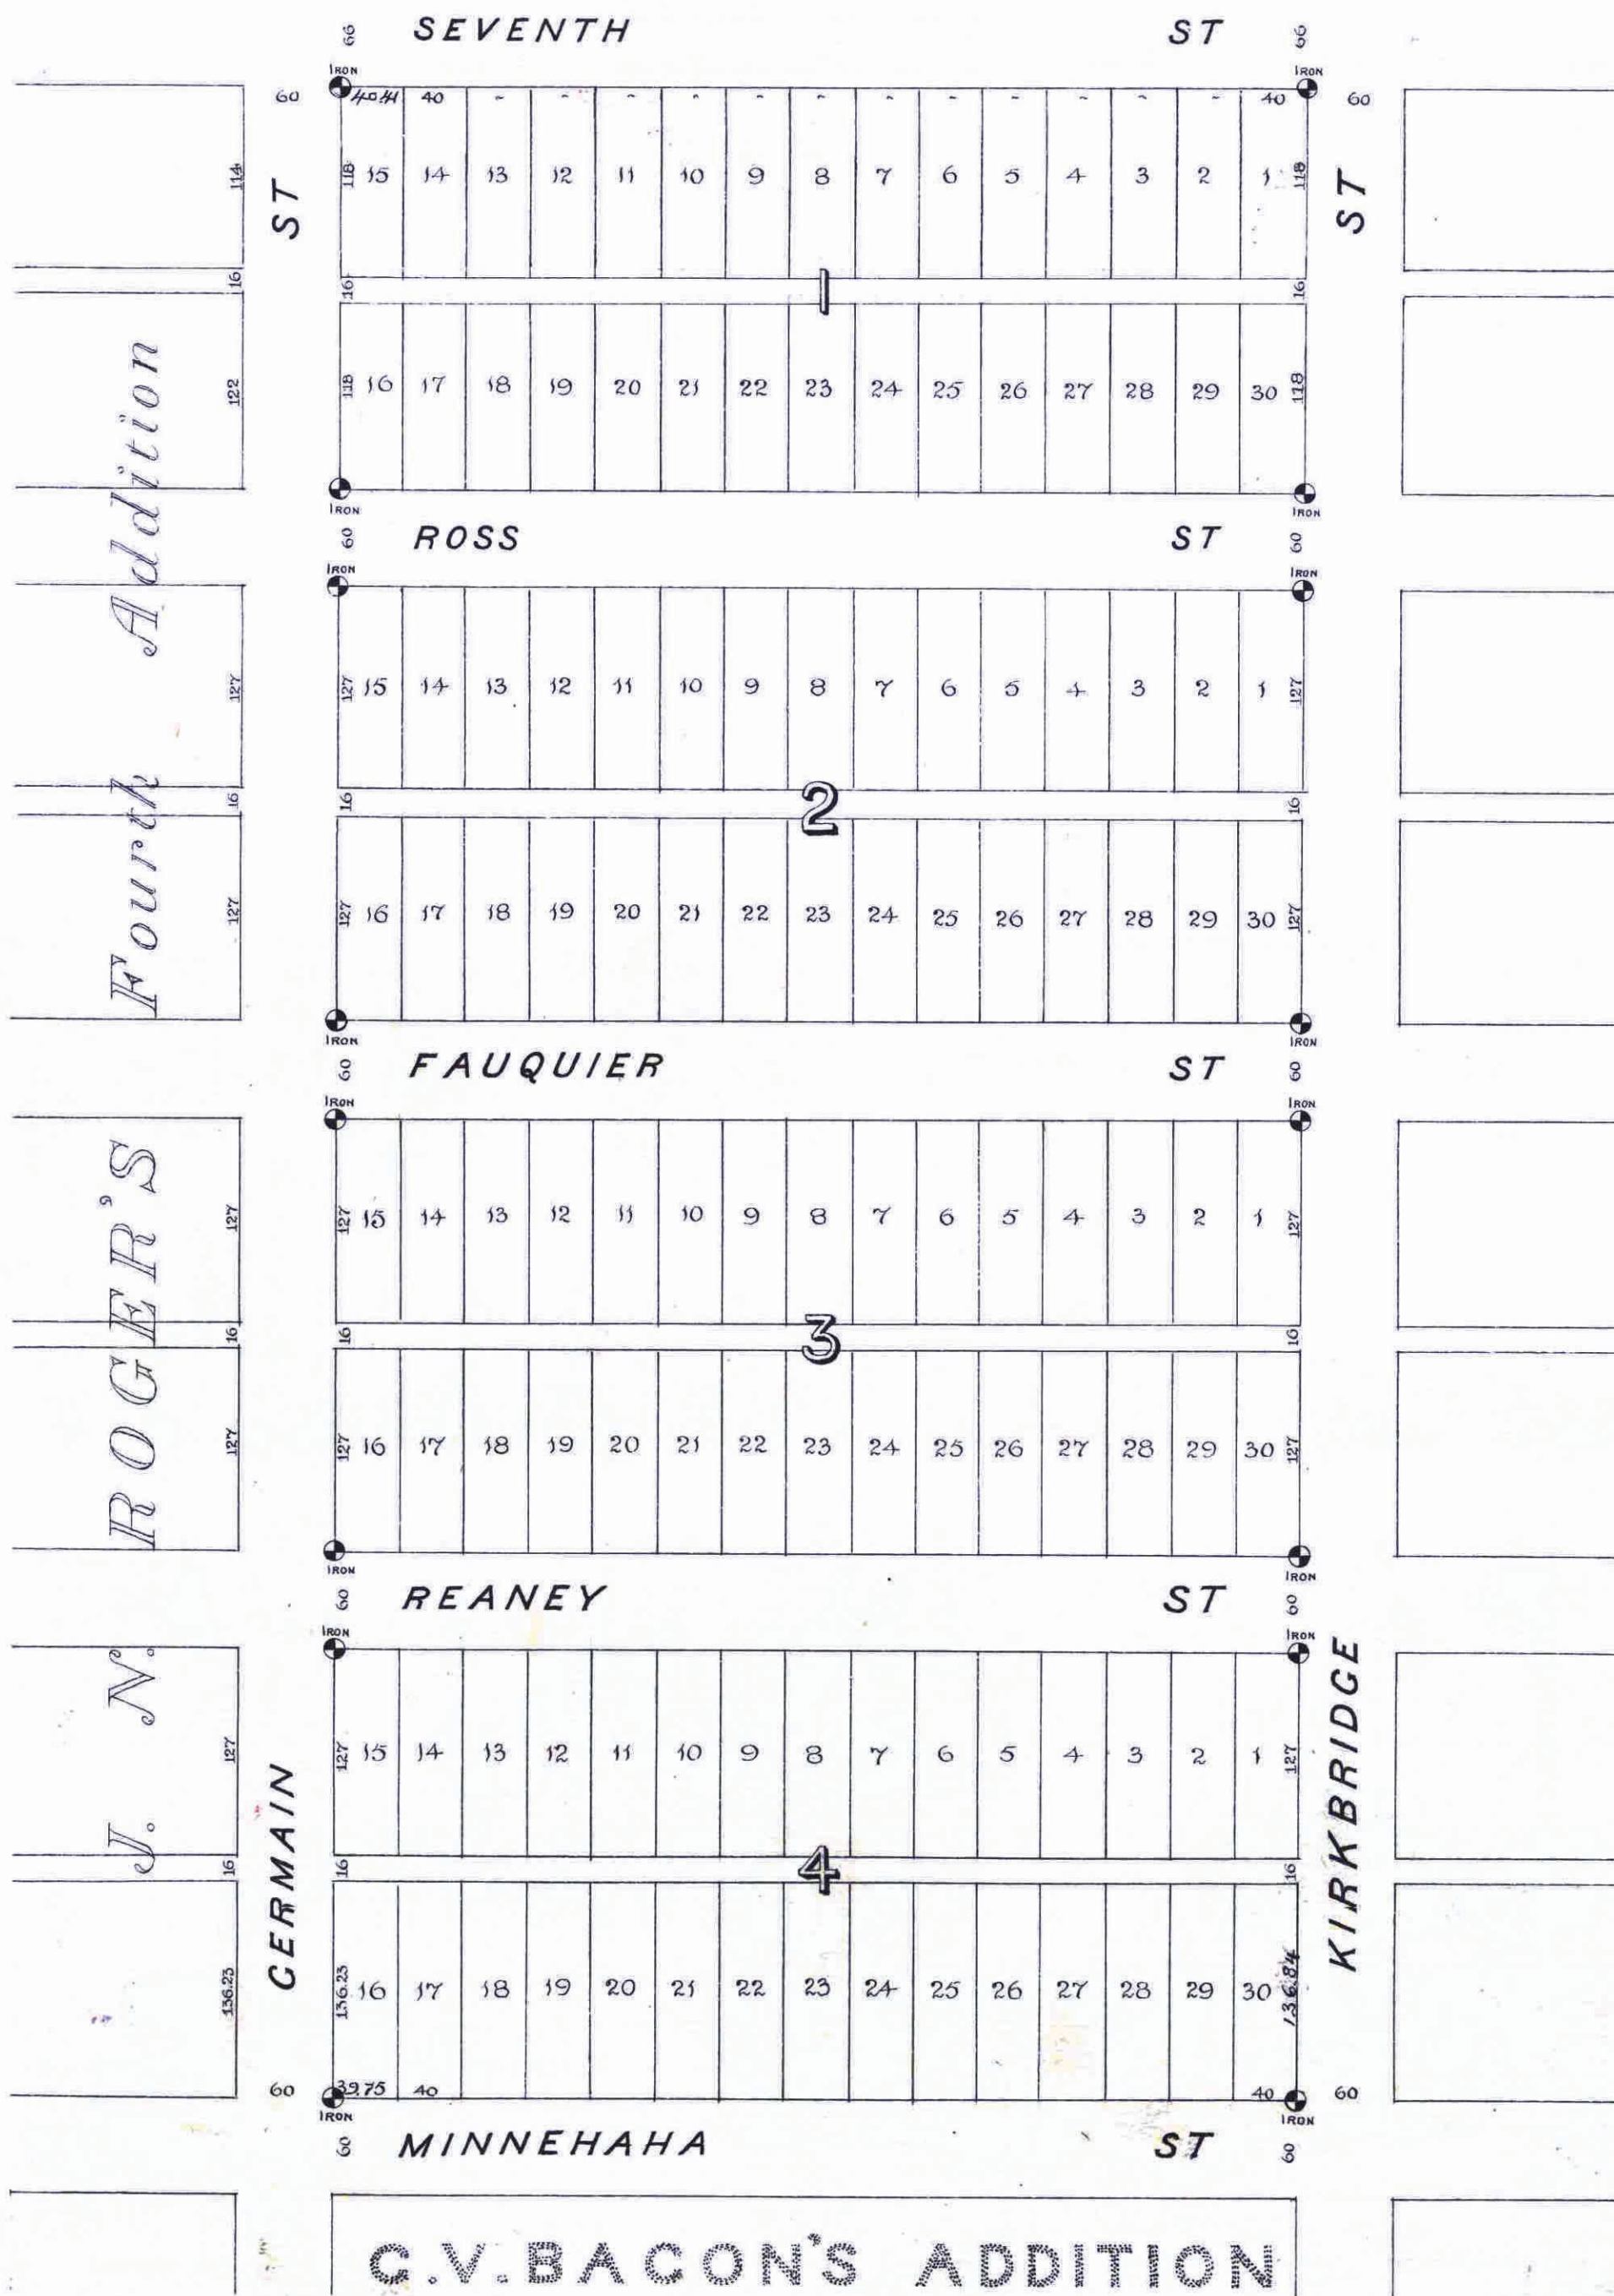 66 SEVENTH ST 66
IRON IRON
60 40.41 40 " " " " " " " " " " " " 40 60
114 ST 118 15 14 13 12 11 10 9 8 7 6 5 4 3 2 1 118 ST
16 16 1 16
122 118 16 17 18 19 20 21 22 23 24 25 26 27 28 29 30 118
IRON IRON
60 ROSS ST 60
IRON IRON
127 127 15 14 13 12 11 10 9 8 7 6 5 4 3 2 1 127
16 16 2 16
127 127 16 17 18 19 20 21 22 23 24 25 26 27 28 29 30 127
IRON IRON
60 FAUQUIER ST 60
IRON IRON
127 127 15 14 13 12 11 10 9 8 7 6 5 4 3 2 1 127
16 16 3 16
127 127 16 17 18 19 20 21 22 23 24 25 26 27 28 29 30 127
IRON IRON
60 REANEY ST 60
IRON IRON
127 127 15 14 13 12 11 10 9 8 7 6 5 4 3 2 1 127
16 16 4 16
136.23 136.23 16 17 18 19 20 21 22 23 24 25 26 27 28 29 30 136.84
60 39.75 40 40 60
IRON IRON
60 MINNEHAHA ST 60
J. N. ROGER'S Fourth Addition
GERMAIN
KIRKBRIDGE
G.V. BACON'S ADDITION